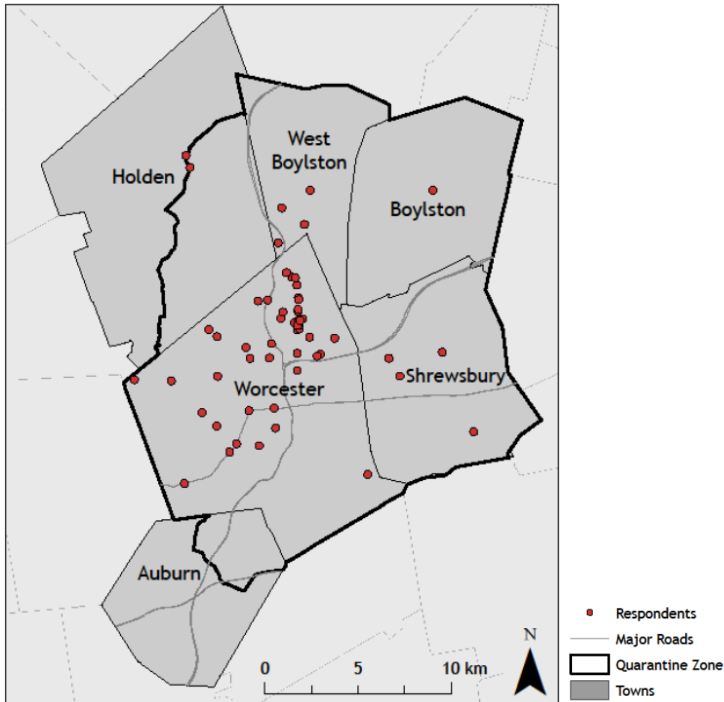 West
Boylston
Holden
Boylston
Worcester
Shrewsbury
Auburn
N
0 5 10 km
Respondents
Major Roads
Quarantine Zone
Towns